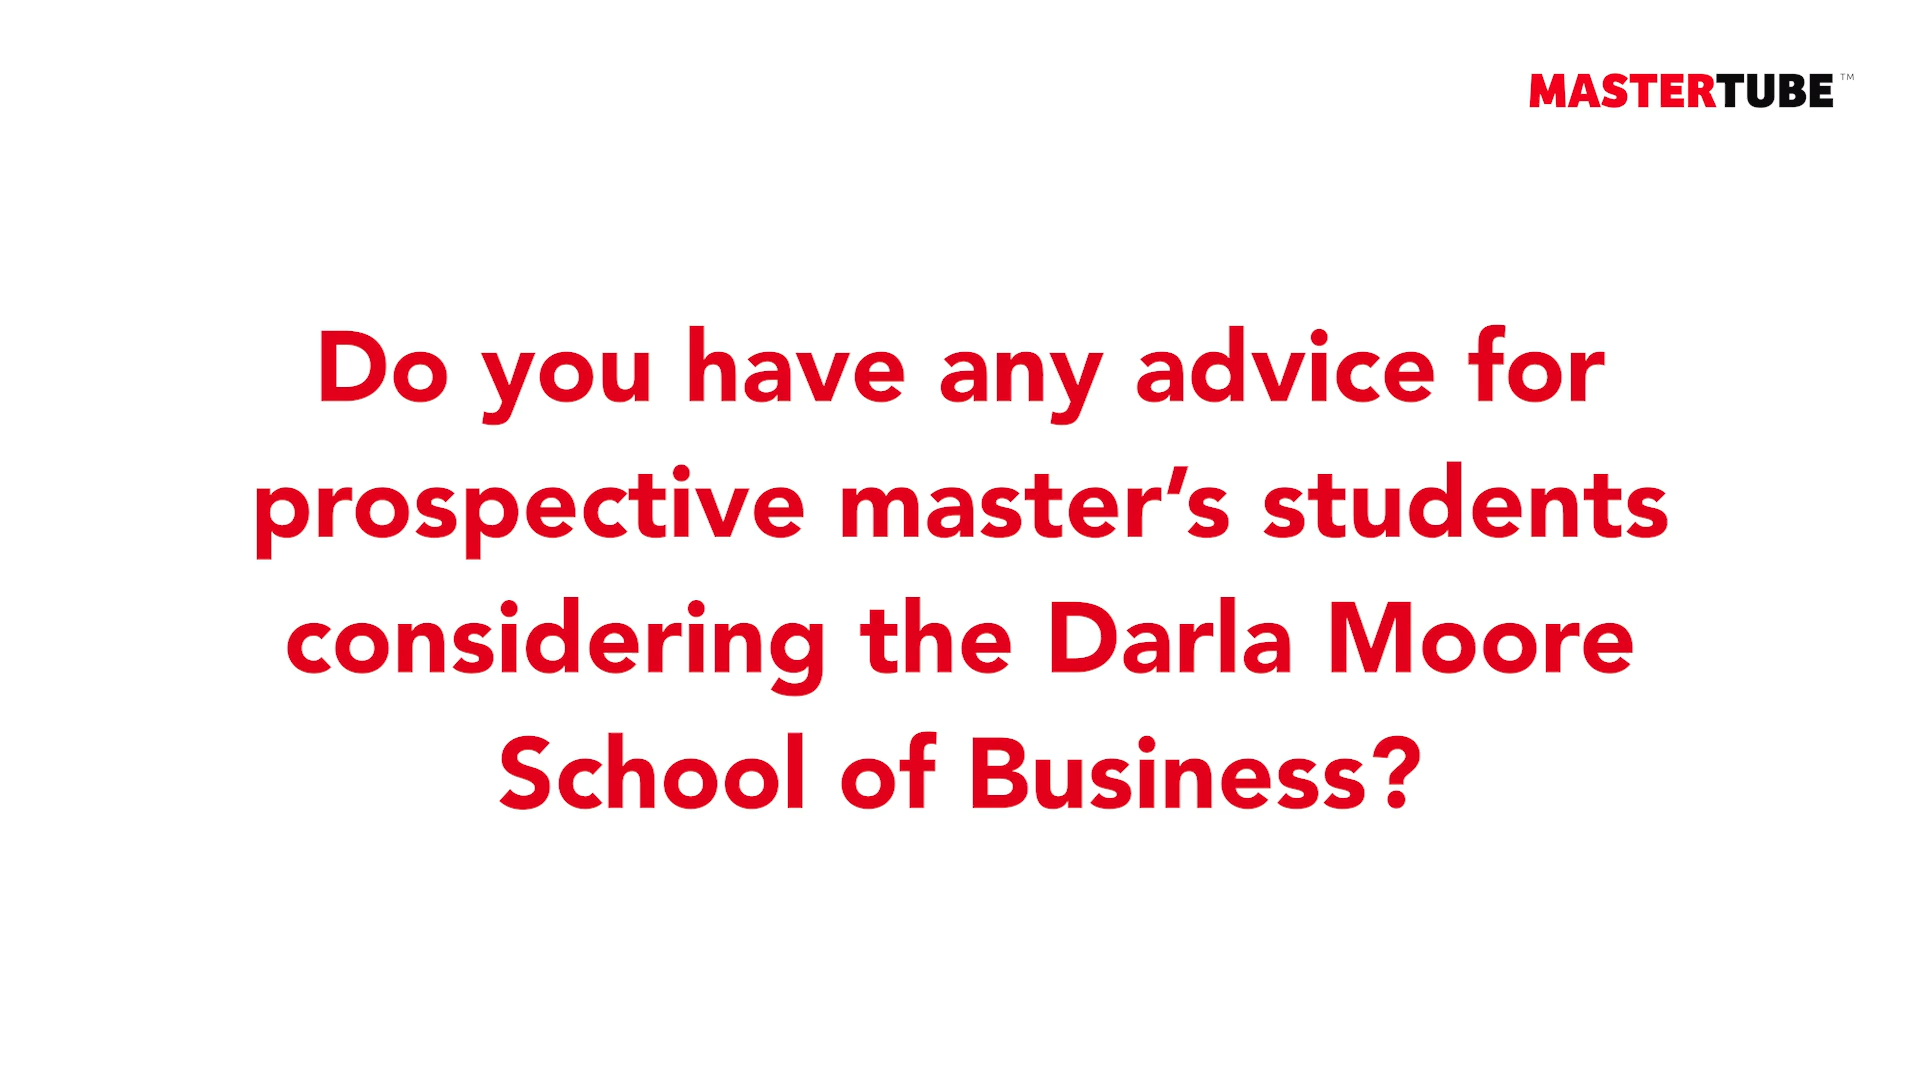 MASTERTUBE™
Do you have any advice for
prospective master’s students
considering the Darla Moore
School of Business?